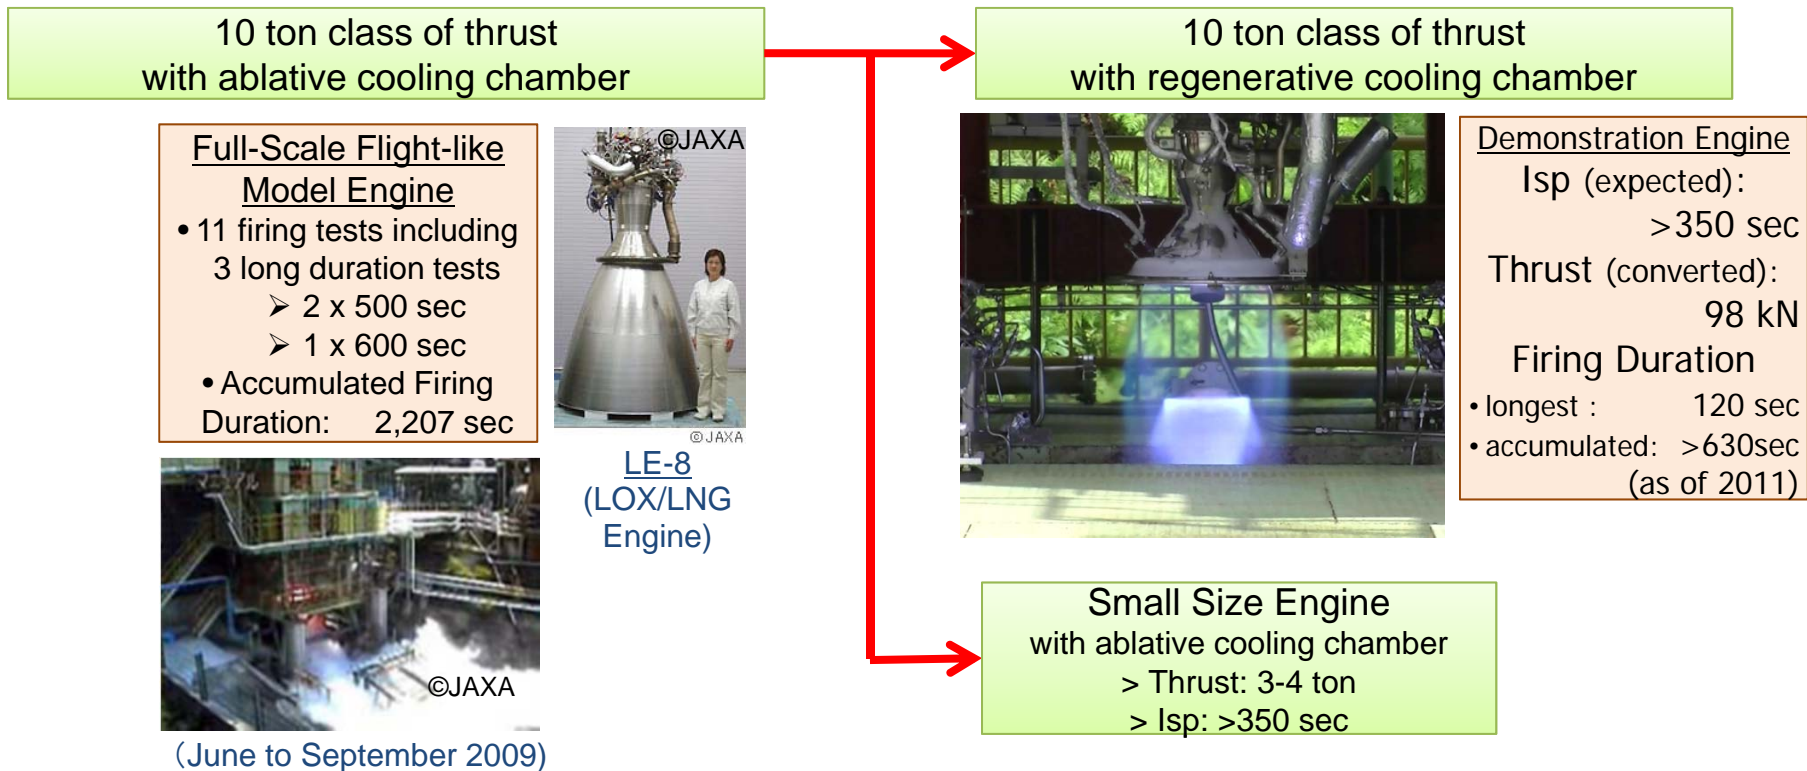 10 ton class of thrust
with ablative cooling chamber
10 ton class of thrust
with regenerative cooling chamber
Full-Scale Flight-like
Model Engine
• 11 firing tests including
3 long duration tests
➢ 2 x 500 sec
➢ 1 x 600 sec
• Accumulated Firing
Duration: 2,207 sec
©JAXA
©JAXA
LE-8
(LOX/LNG
Engine)
©JAXA
（June to September 2009)
Demonstration Engine
Isp (expected):
>350 sec
Thrust (converted):
98 kN
Firing Duration
• longest : 120 sec
• accumulated: >630sec
(as of 2011)
Small Size Engine
with ablative cooling chamber
> Thrust: 3-4 ton
> Isp: >350 sec